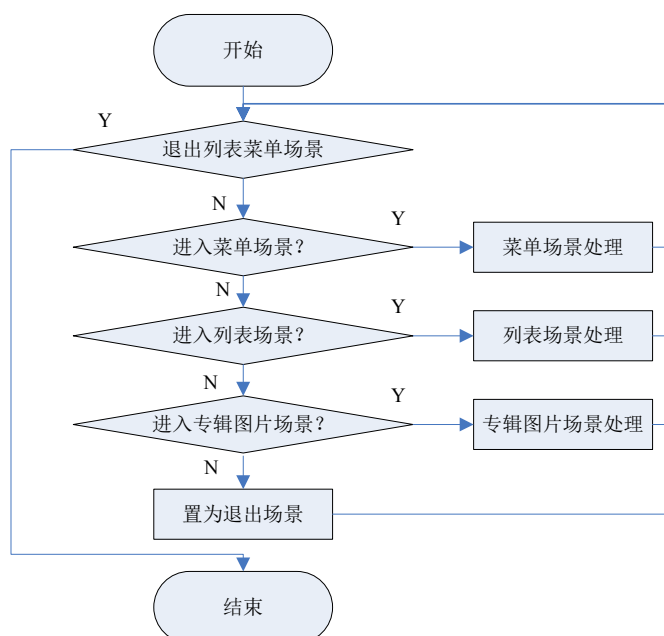 开始
Y
退出列表菜单场景
N
Y
进入菜单场景?
菜单场景处理
N
Y
进入列表场景?
列表场景处理
N
Y
进入专辑图片场景?
专辑图片场景处理
N
置为退出场景
结束